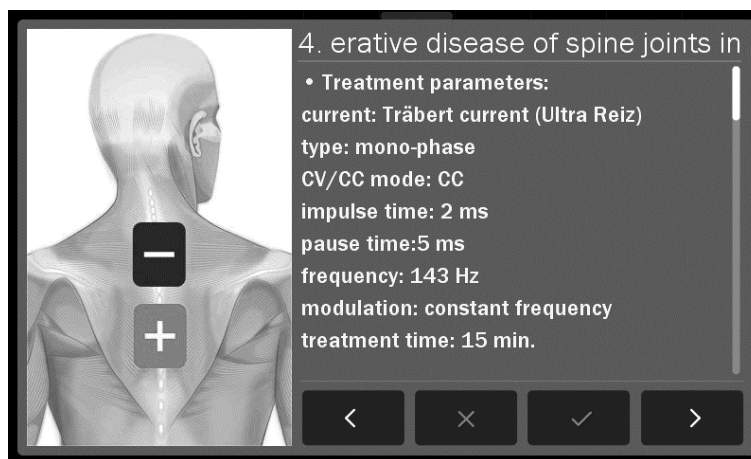 4. erative disease of spine joints in
• Treatment parameters:
current: Träbert current (Ultra Reiz)
type: mono-phase
CV/CC mode: CC
impulse time: 2 ms
pause time:5 ms
frequency: 143 Hz
modulation: constant frequency
treatment time: 15 min.